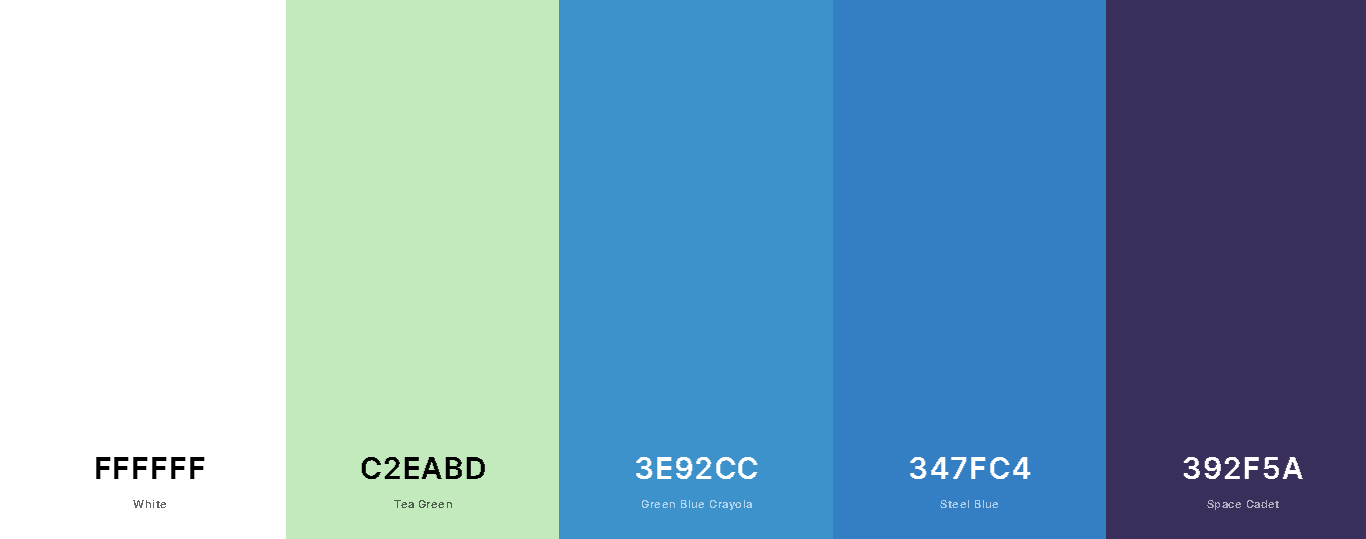 FFFFFF
White
C2EABD
Tea Green
3E92CC
Green Blue Crayola
347FC4
Steel Blue
392F5A
Space Cadet